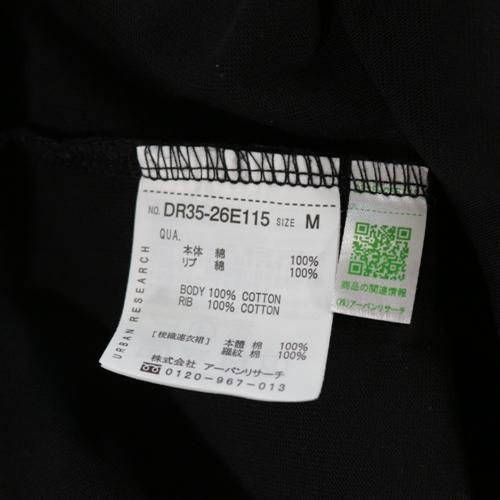 NO. DR35-26E115 SIZE M
QUA.
本体 綿 100%
リブ 綿 100%
BODY 100% COTTON
RIB 100% COTTON
[梭織連衣裙] 本體 棉 100%
羅紋 棉 100%
株式会社 アーバンリサーチ
0120-967-013
URBAN RESEARCH
商品の関連情報
(株)アーバンリサーチ